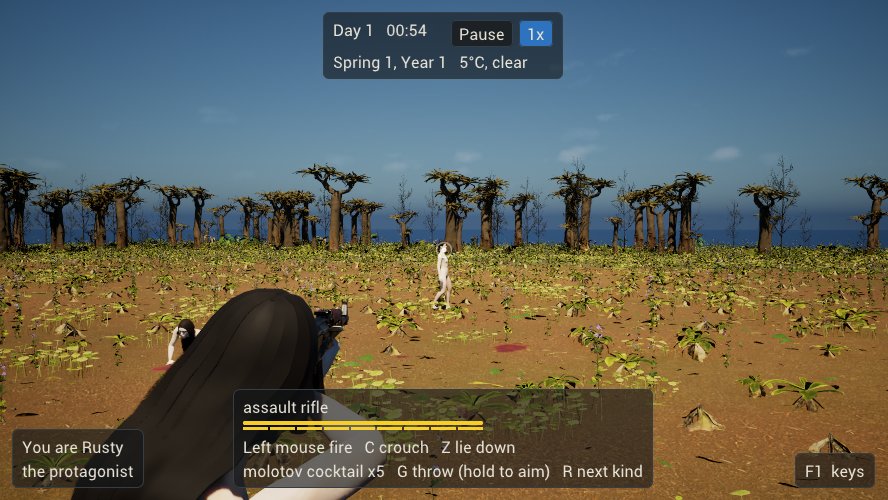 Day 1 00:54 Pause 1x
Spring 1, Year 1 5°C, clear
assault rifle
Left mouse fire C crouch Z lie down
molotov cocktail x5 G throw (hold to aim) R next kind
You are Rusty
the protagonist
F1 keys